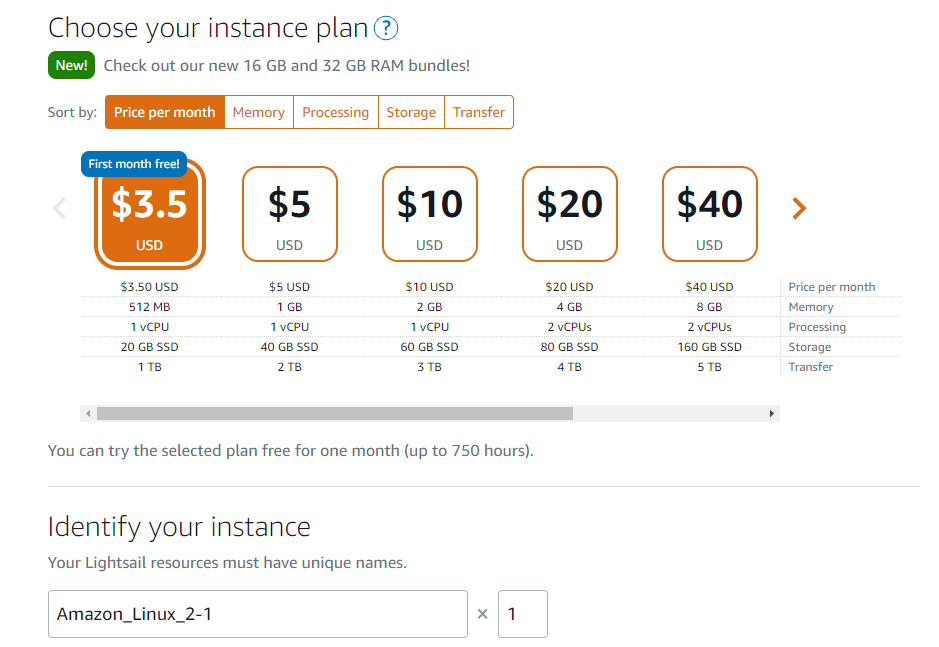 Choose your instance plan ?
New! Check out our new 16 GB and 32 GB RAM bundles!
Sort by: Price per month Memory Processing Storage Transfer
First month free!
$3.5 $5 $10 $20 $40
USD USD USD USD USD
$3.50 USD $5 USD $10 USD $20 USD $40 USD Price per month
512 MB 1 GB 2 GB 4 GB 8 GB Memory
1 vCPU 1 vCPU 1 vCPU 2 vCPUs 2 vCPUs Processing
20 GB SSD 40 GB SSD 60 GB SSD 80 GB SSD 160 GB SSD Storage
1 TB 2 TB 3 TB 4 TB 5 TB Transfer
You can try the selected plan free for one month (up to 750 hours).
Identify your instance
Your Lightsail resources must have unique names.
Amazon_Linux_2-1 × 1